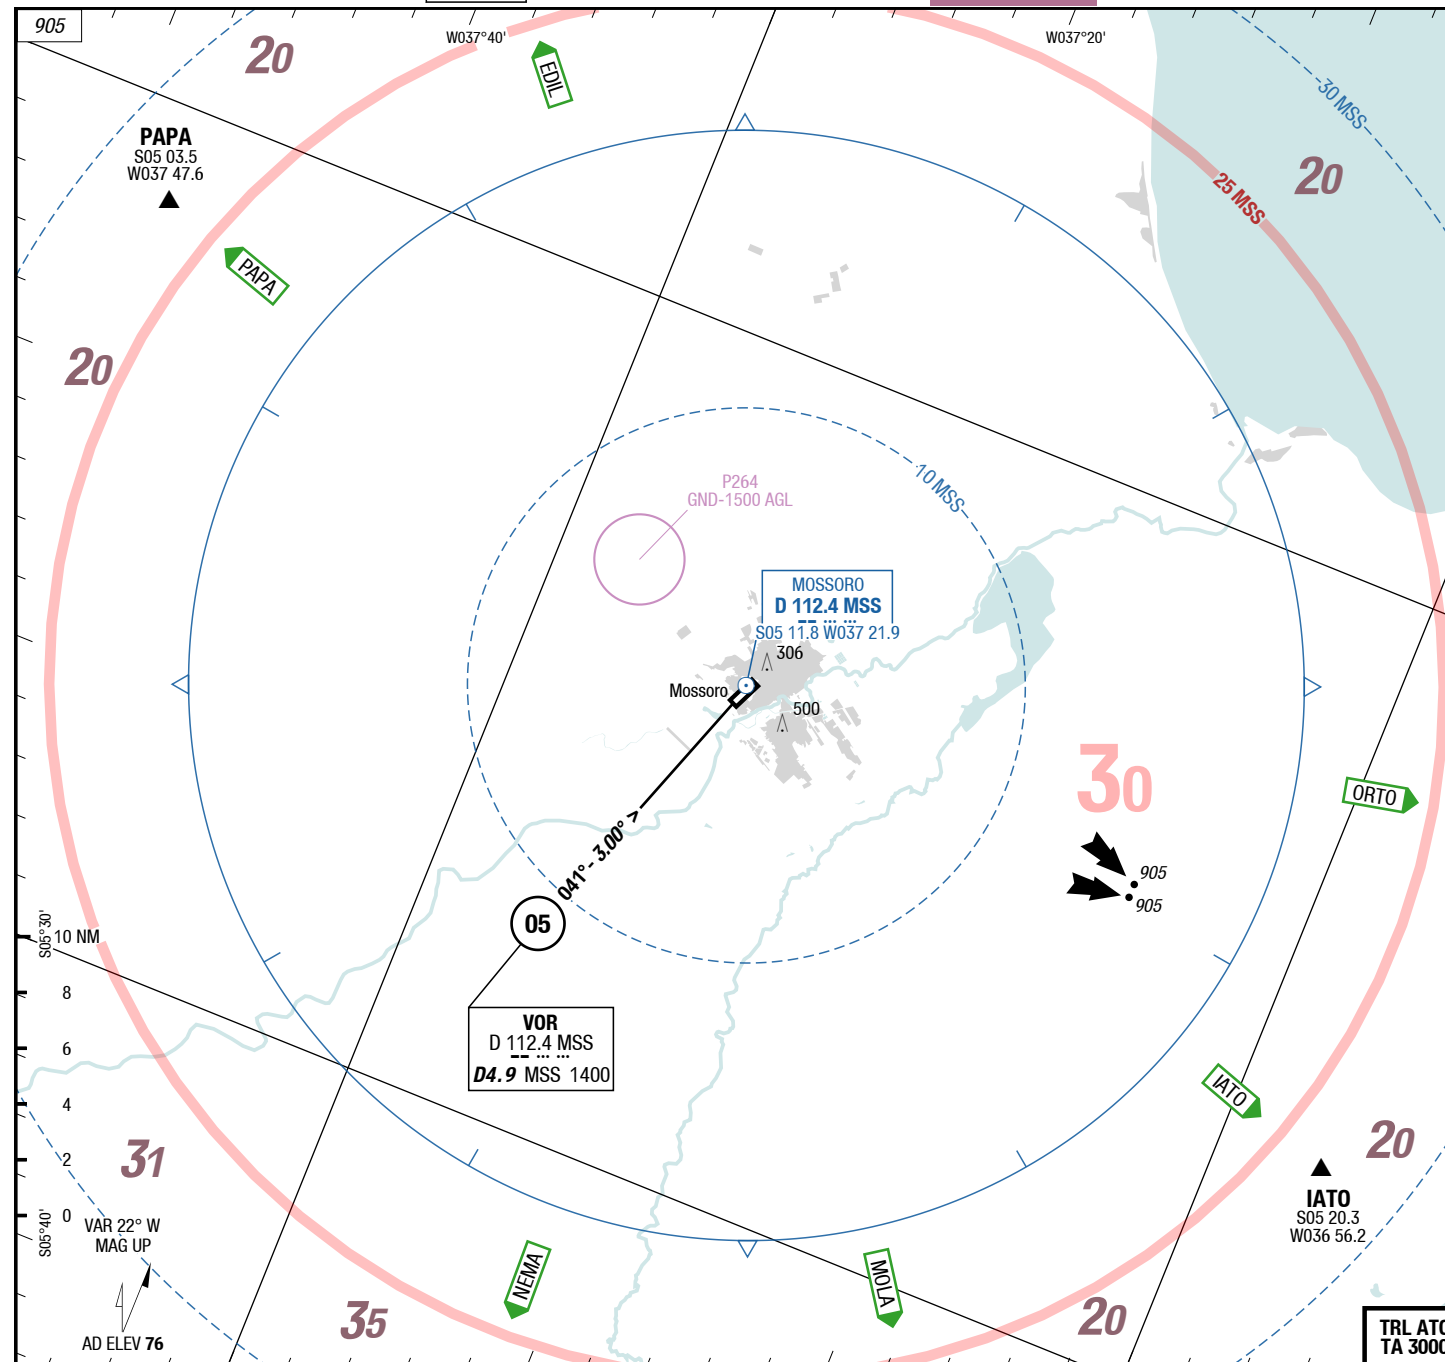 905
W037°40'
W037°20'
20
EDIL
30 MSS
PAPA
S05 03.5
W037 47.6
20
25 MSS
PAPA
20
P264
GND-1500 AGL
10 MSS
MOSSORO
D 112.4 MSS
S05 11.8 W037 21.9
306
Mossoro
500
30
ORTO
041° - 3.00° >
905
905
05
S05°30'
10 NM
8
6
4
2
0
VOR
D 112.4 MSS
D4.9 MSS 1400
IATO
31
20
IATO
S05 20.3
W036 56.2
S05°40'
VAR 22° W
MAG UP
NEMA
MOLA
35
20
AD ELEV 76
TRL ATC
TA 3000